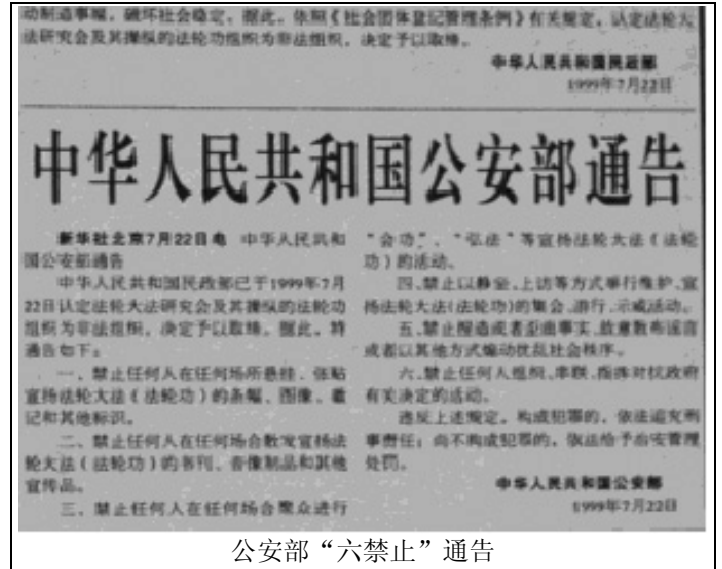 动制造事端，破坏社会稳定。据此，依照《社会团体登记管理条例》有关规定，认定法轮大
法研究会及其操纵的法轮功组织为非法组织，决定予以取缔。
中华人民共和国民政部
1999年7月22日
中华人民共和国公安部通告
新华社北京7月22日电 中华人民共和
国公安部通告
中华人民共和国民政部已于1999年7月
22日认定法轮大法研究会及其操纵的法轮功
组织为非法组织，决定予以取缔。据此，特
通告如下：
一、禁止任何人在任何场所悬挂、张贴
宣扬法轮大法（法轮功）的条幅、图像、徽
记和其他标识。
二、禁止任何人在任何场合散发宣扬法
轮大法（法轮功）的书刊、音像制品和其他
宣传品。
三、禁止任何人在任何场合聚众进行
“会功”、“弘法”等宣扬法轮大法（法轮
功）的活动。
四、禁止以静坐、上访等方式举行维护、宣
扬法轮大法（法轮功）的集会、游行、示威活动。
五、禁止捏造或者歪曲事实、故意散布谣言
或者以其他方式煽动扰乱社会秩序。
六、禁止任何人组织、串联、指挥对抗政府
有关决定的活动。
违反上述规定，构成犯罪的，依法追究刑
事责任；尚不构成犯罪的，依法给予治安管理
处罚。
中华人民共和国公安部
1999年7月22日
公安部“六禁止”通告